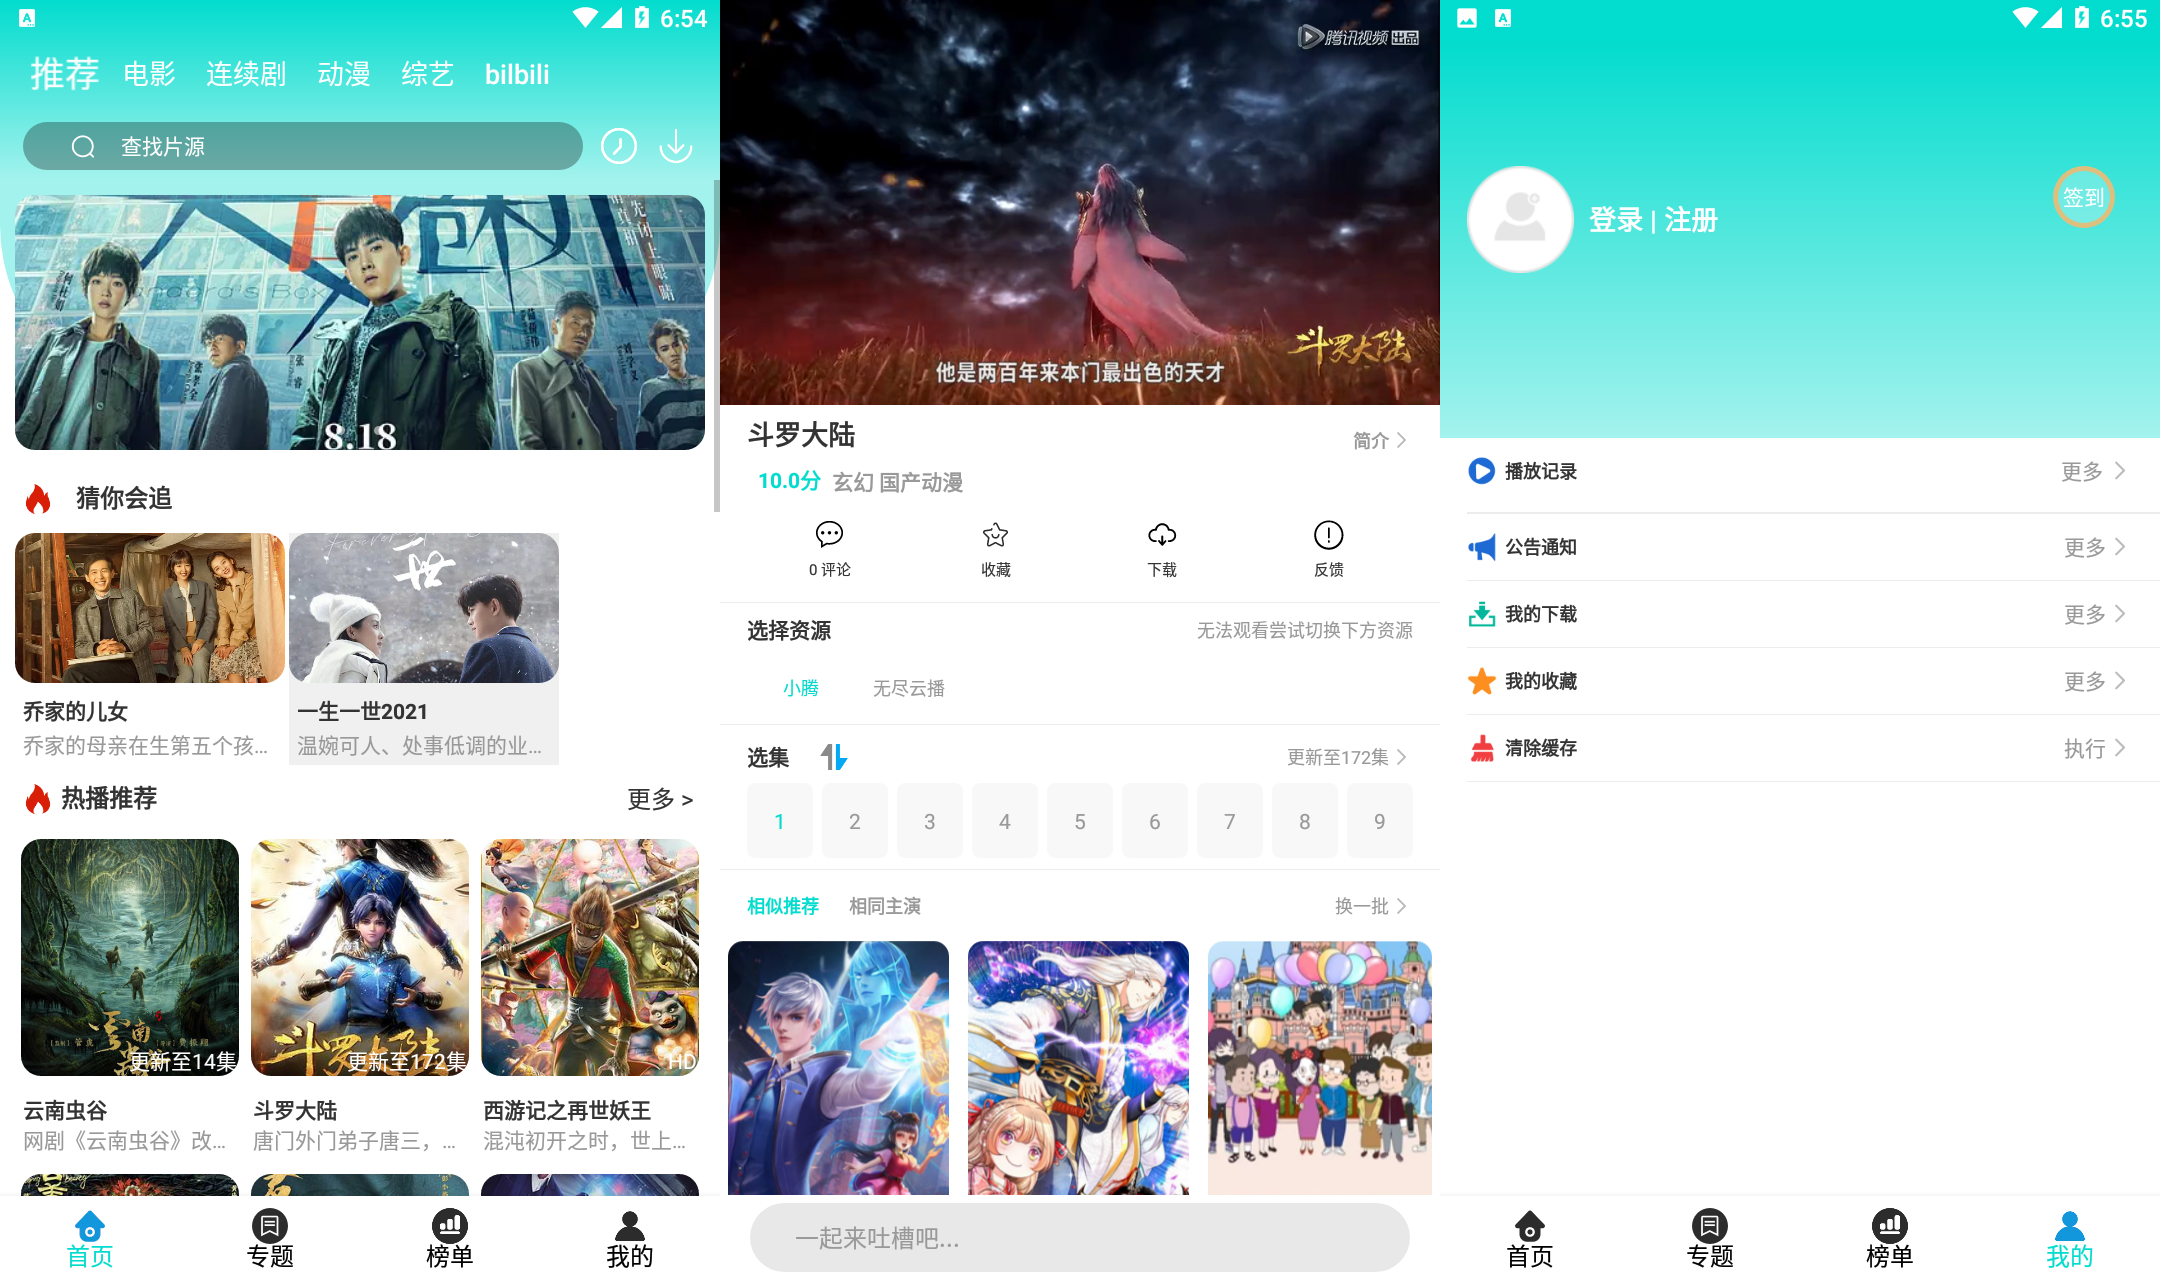 6:54
推荐 电影 连续剧 动漫 综艺 bilbili
查找片源
先闭上眼睛
8.18
猜你会追
乔家的儿女
乔家的母亲在生第五个孩...
一生一世2021
温婉可人、处事低调的业...
热播推荐
更多 >
更新至14集
更新至172集
HD
云南虫谷
网剧《云南虫谷》改...
斗罗大陆
唐门外门弟子唐三，...
西游记之再世妖王
混沌初开之时，世上...
首页
专题
榜单
我的
腾讯视频 出品
斗罗大陆
他是两百年来本门最出色的天才
斗罗大陆
简介
10.0分 玄幻 国产动漫
0 评论
收藏
下载
反馈
选择资源
无法观看尝试切换下方资源
小腾
无尽云播
选集
更新至172集
1 2 3 4 5 6 7 8 9
相似推荐 相同主演
换一批
一起来吐槽吧...
6:55
登录 | 注册
签到
播放记录
更多
公告通知
更多
我的下载
更多
我的收藏
更多
清除缓存
执行
首页
专题
榜单
我的